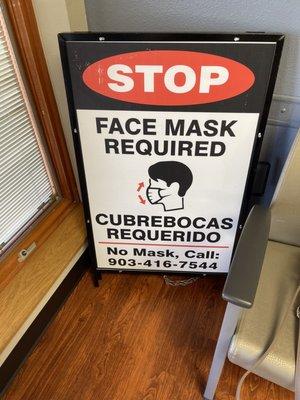 STOP
FACE MASK
REQUIRED
CUBREBOCAS
REQUERIDO
No Mask, Call:
903-416-7544